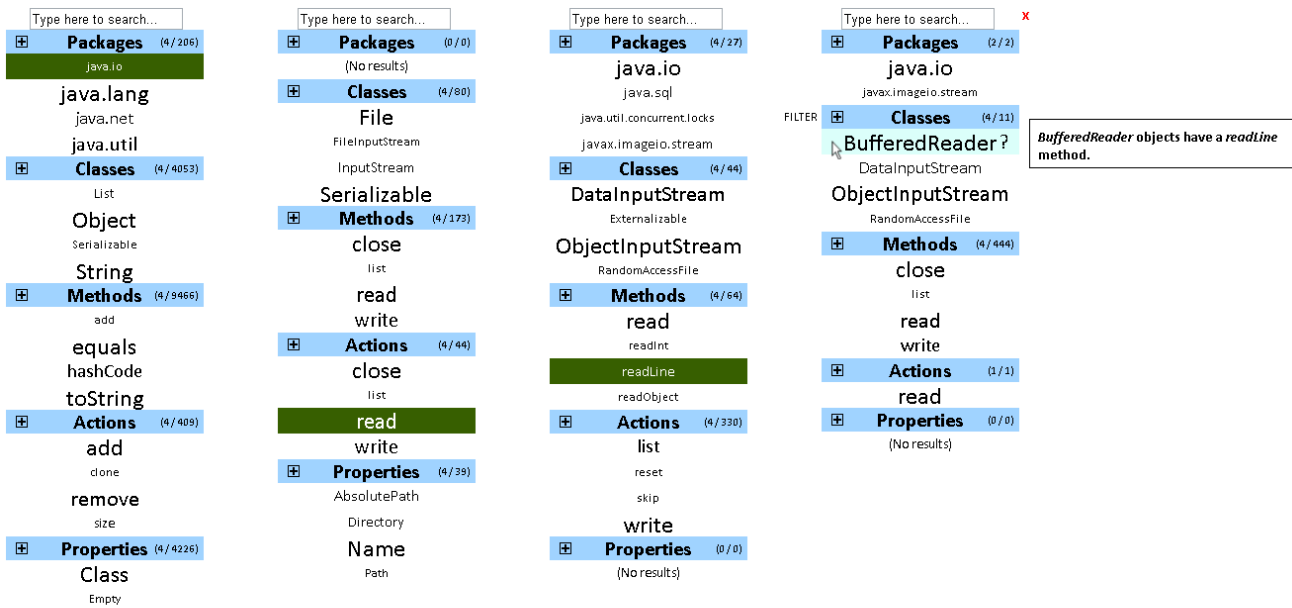 Type here to search...
Packages (4/206)
java.io
java.lang
java.net
java.util
Classes (4/4053)
List
Object
Serializable
String
Methods (4/9466)
add
equals
hashCode
toString
Actions (4/409)
add
clone
remove
size
Properties (4/4226)
Class
Empty
Type here to search...
Packages (0/0)
(No results)
Classes (4/80)
File
FileInputStream
InputStream
Serializable
Methods (4/173)
close
list
read
write
Actions (4/44)
close
list
read
write
Properties (4/39)
AbsolutePath
Directory
Name
Path
Type here to search...
Packages (4/27)
java.io
java.sql
java.util.concurrent.locks
javax.imageio.stream
Classes (4/44)
DataInputStream
Externalizable
ObjectInputStream
RandomAccessFile
Methods (4/64)
read
readInt
readLine
readObject
Actions (4/330)
list
reset
skip
write
Properties (0/0)
(No results)
Type here to search...
x
Packages (2/2)
java.io
javax.imageio.stream
FILTER Classes (4/11)
BufferedReader ?
DataInputStream
ObjectInputStream
RandomAccessFile
Methods (4/444)
close
list
read
write
Actions (1/1)
read
Properties (0/0)
(No results)
BufferedReader objects have a readLine
method.